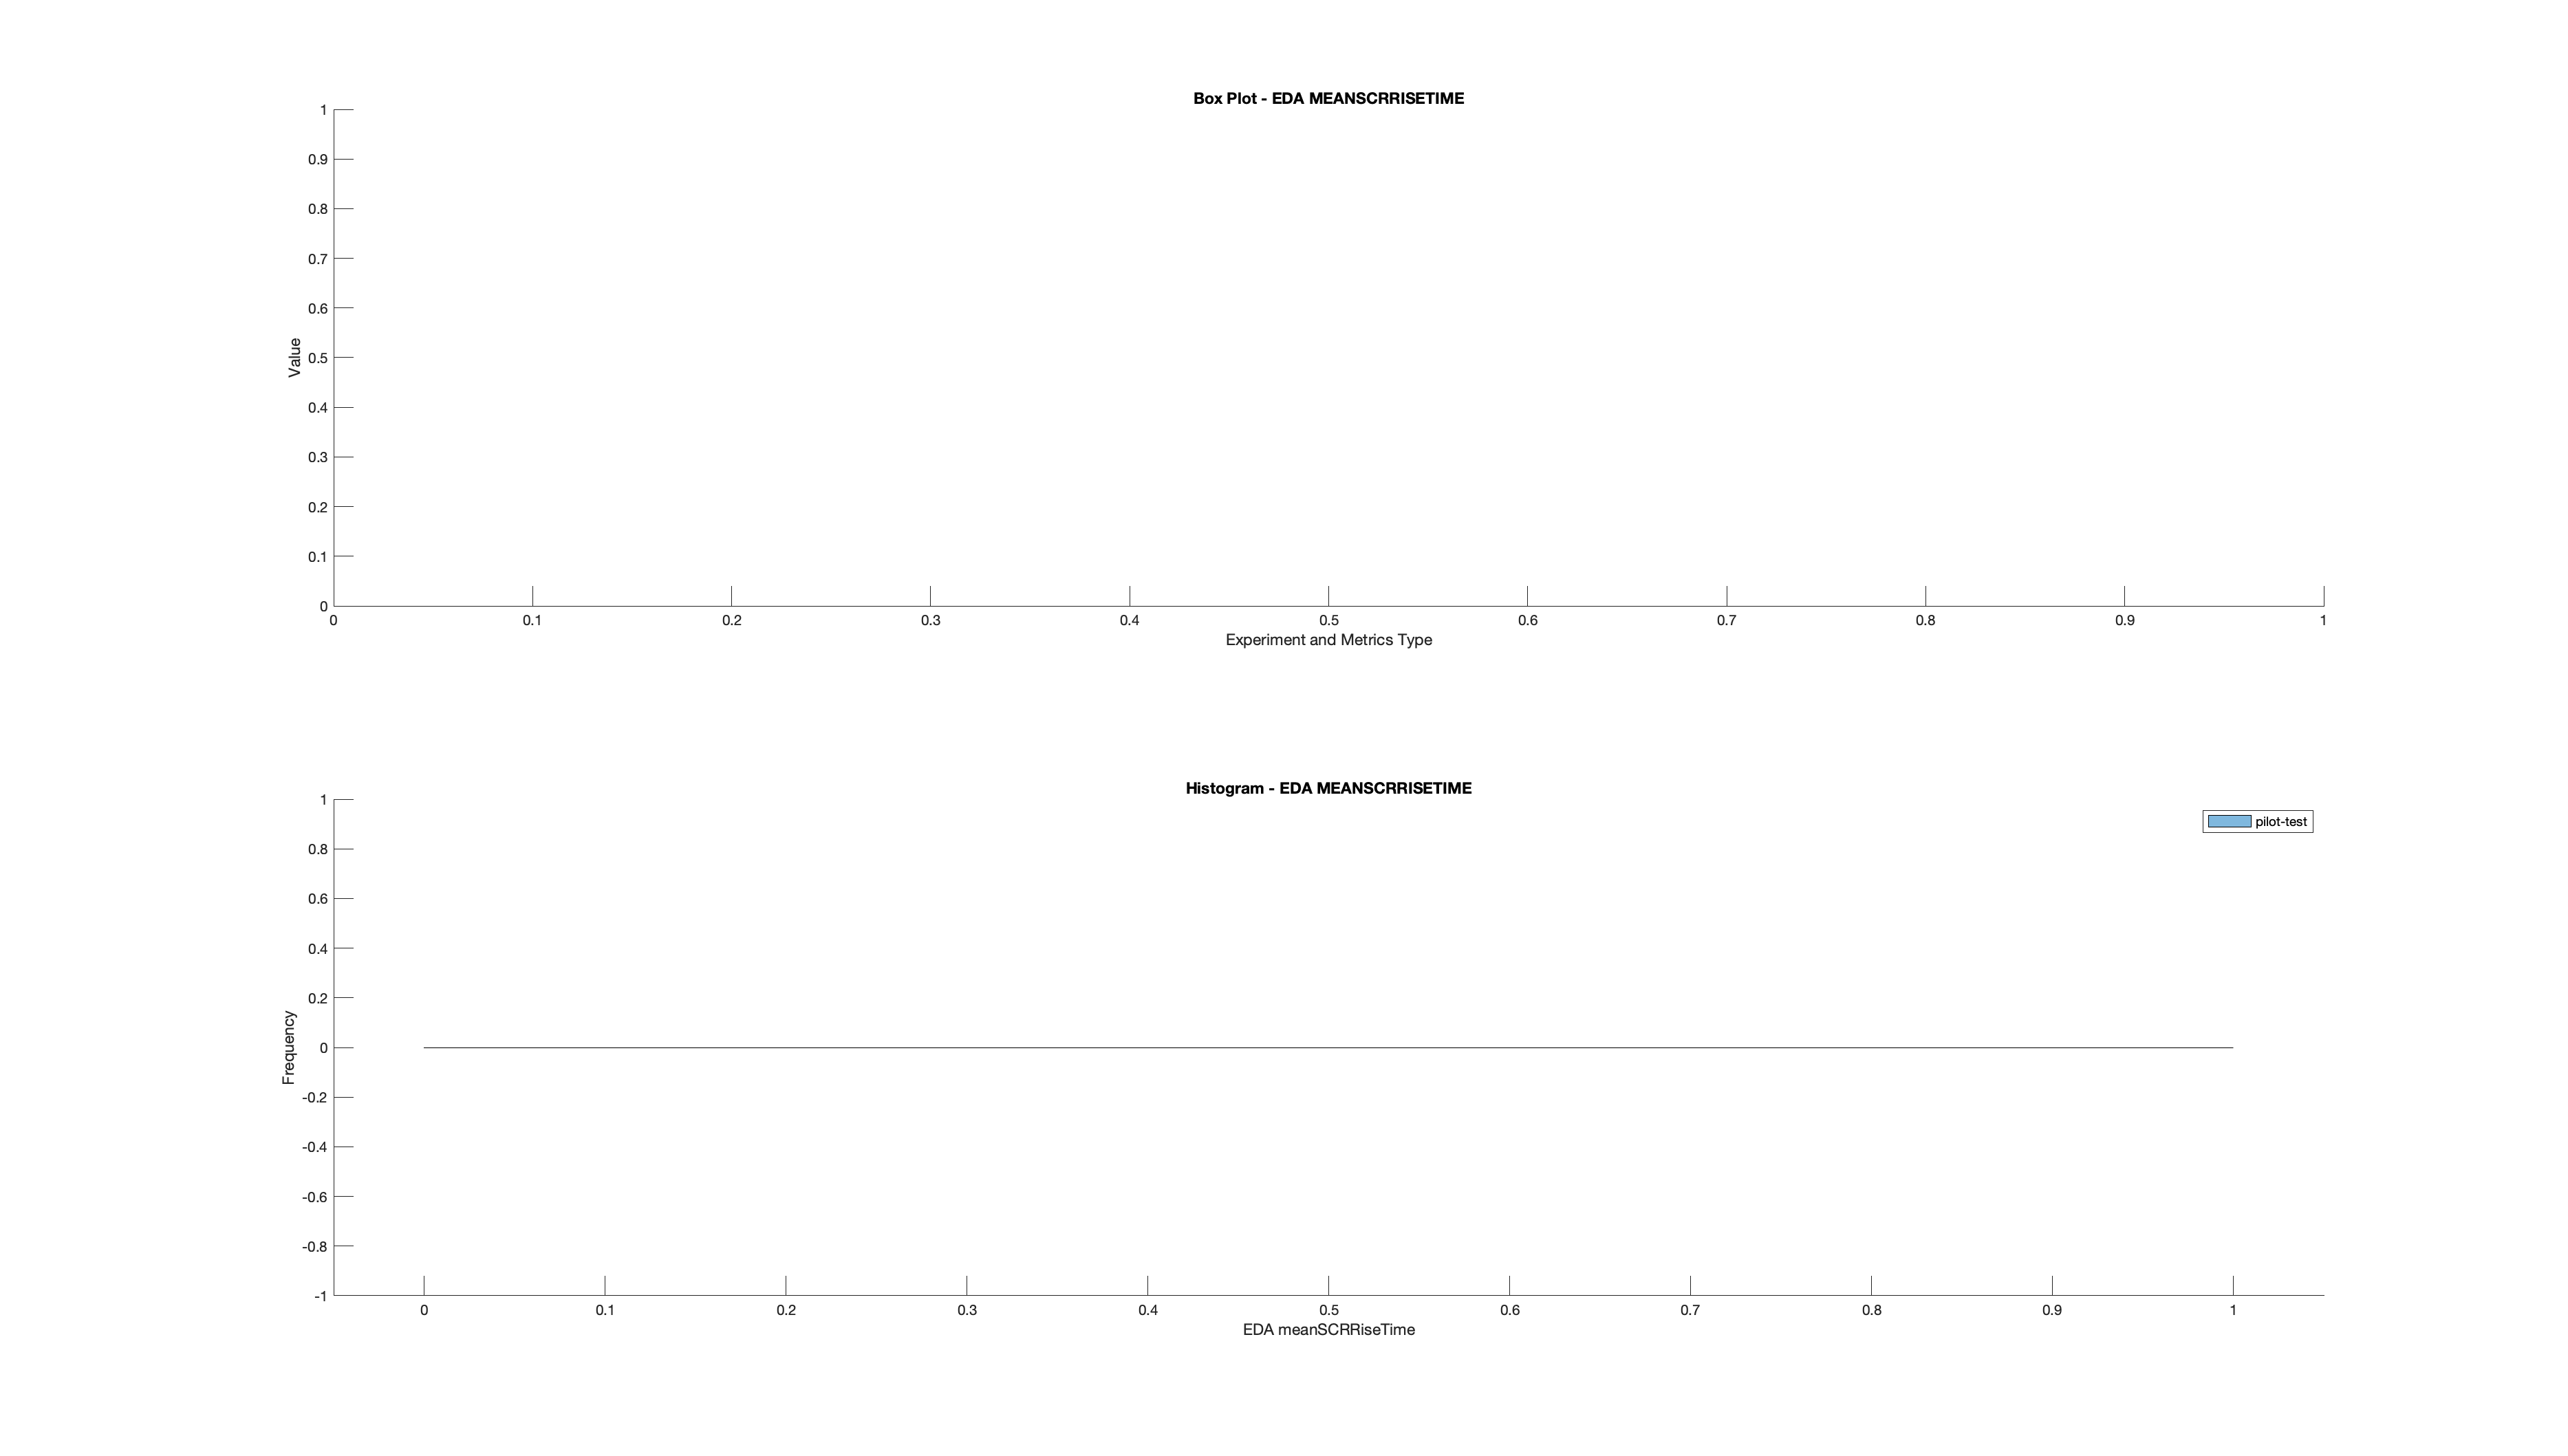 Box Plot - EDA MEANSCRRISETIME
1
0.9
0.8
0.7
0.6
0.5
0.4
0.3
0.2
0.1
0
Value
0 0.1 0.2 0.3 0.4 0.5 0.6 0.7 0.8 0.9 1
Experiment and Metrics Type
Histogram - EDA MEANSCRRISETIME
pilot-test
1
0.8
0.6
0.4
0.2
0
-0.2
-0.4
-0.6
-0.8
-1
Frequency
0 0.1 0.2 0.3 0.4 0.5 0.6 0.7 0.8 0.9 1
EDA meanSCRRiseTime